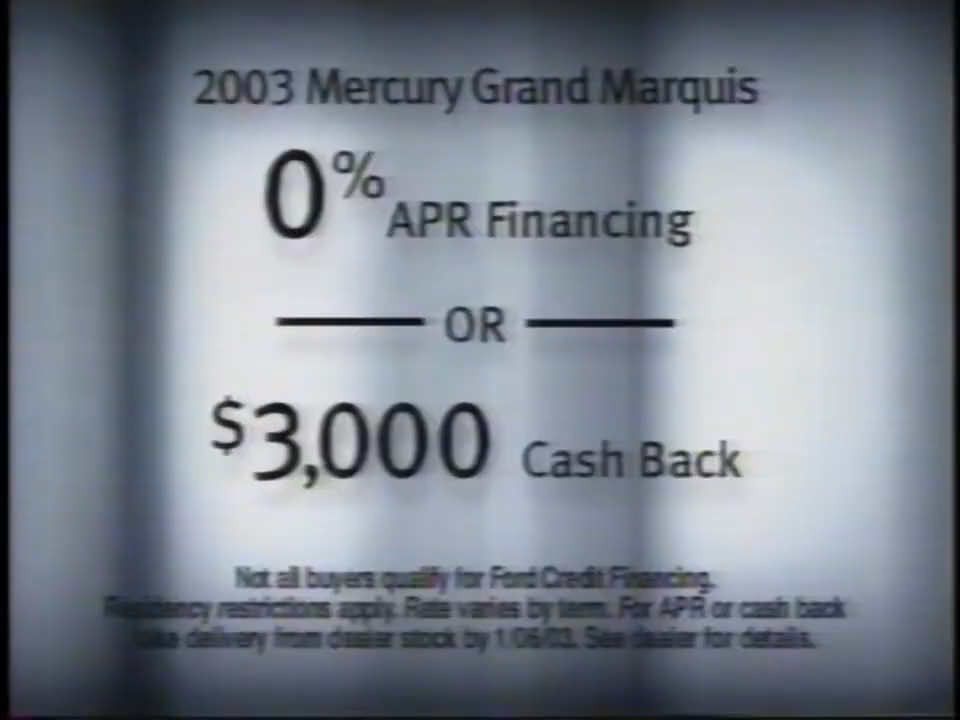 2003 Mercury Grand Marquis
0% APR Financing
OR
$3,000 Cash Back
Not all buyers qualify for Ford Credit Financing.
Residency restrictions apply. Rate varies by term. For APR or cash back
take delivery from dealer stock by 1/06/03. See dealer for details.